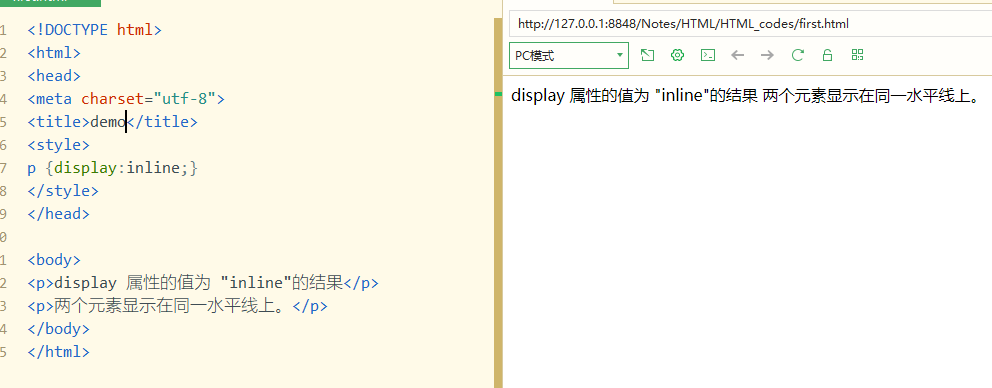 1 <!DOCTYPE html>
2 <html>
3 <head>
4 <meta charset="utf-8">
5 <title>demo</title>
6 <style>
7 p {display:inline;}
8 </style>
9 </head>
0
1 <body>
2 <p>display 属性的值为 "inline"的结果</p>
3 <p>两个元素显示在同一水平线上。</p>
4 </body>
5 </html>
http://127.0.0.1:8848/Notes/HTML/HTML_codes/first.html
PC模式
display 属性的值为 "inline"的结果 两个元素显示在同一水平线上。